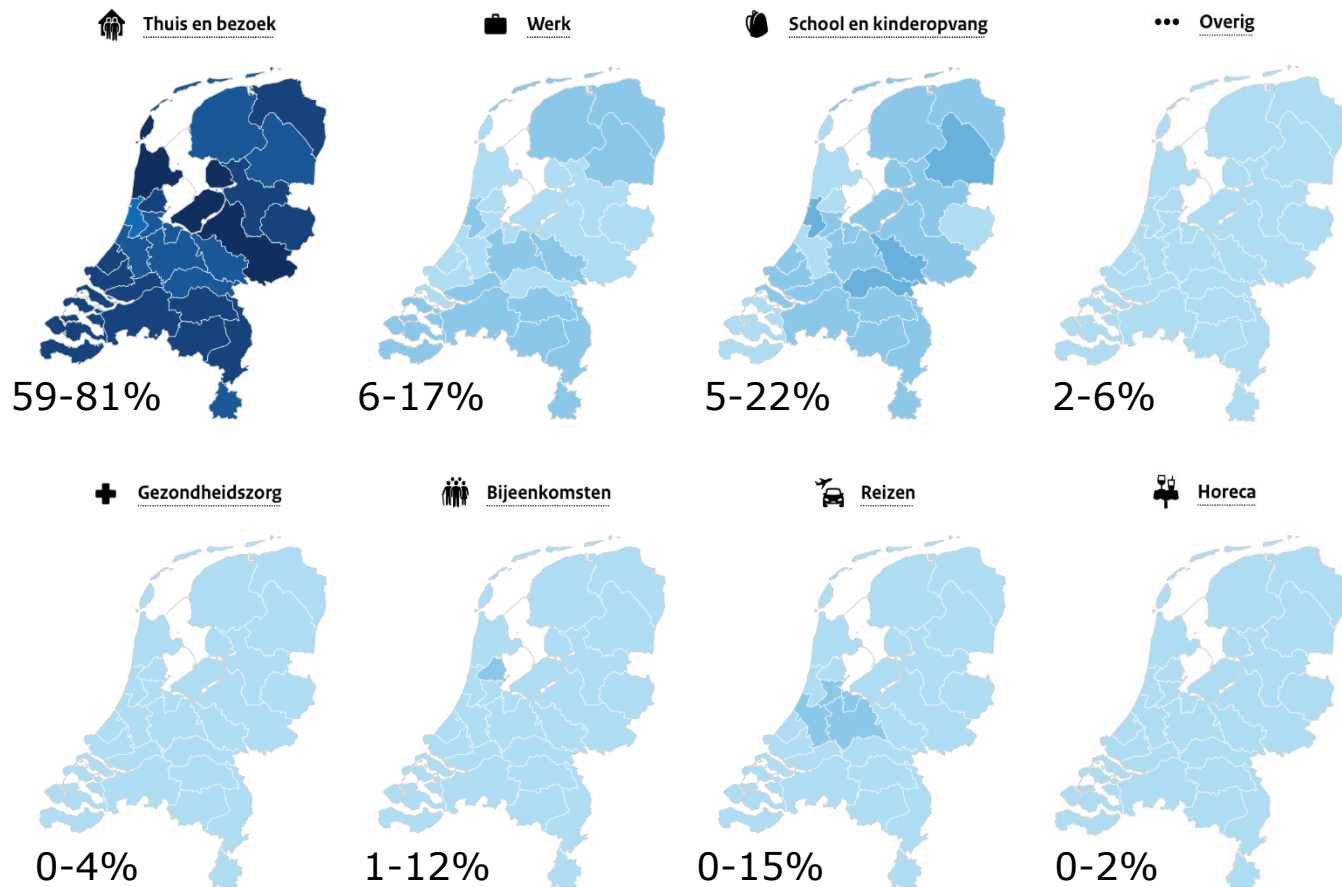 Thuis en bezoek
Werk
School en kinderopvang
Overig
59-81%
6-17%
5-22%
2-6%
Gezondheidszorg
Bijeenkomsten
Reizen
Horeca
0-4%
1-12%
0-15%
0-2%